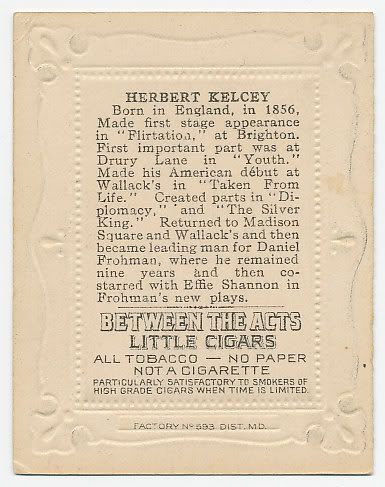 HERBERT KELCEY
Born in England, in 1856,
Made first stage appearance
in "Flirtation," at Brighton.
First important part was at
Drury Lane in "Youth."
Made his American début at
Wallack's in "Taken From
Life." Created parts in "Di-
plomacy," and "The Silver
King." Returned to Madison
Square and Wallack's and then
became leading man for Daniel
Frohman, where he remained
nine years and then co-
starred with Effie Shannon in
Frohman's new plays.
BETWEEN THE ACTS
LITTLE CIGARS
ALL TOBACCO — NO PAPER
NOT A CIGARETTE
PARTICULARLY SATISFACTORY TO SMOKERS OF
HIGH GRADE CIGARS WHEN TIME IS LIMITED.
FACTORY Nº 593 DIST. MD.